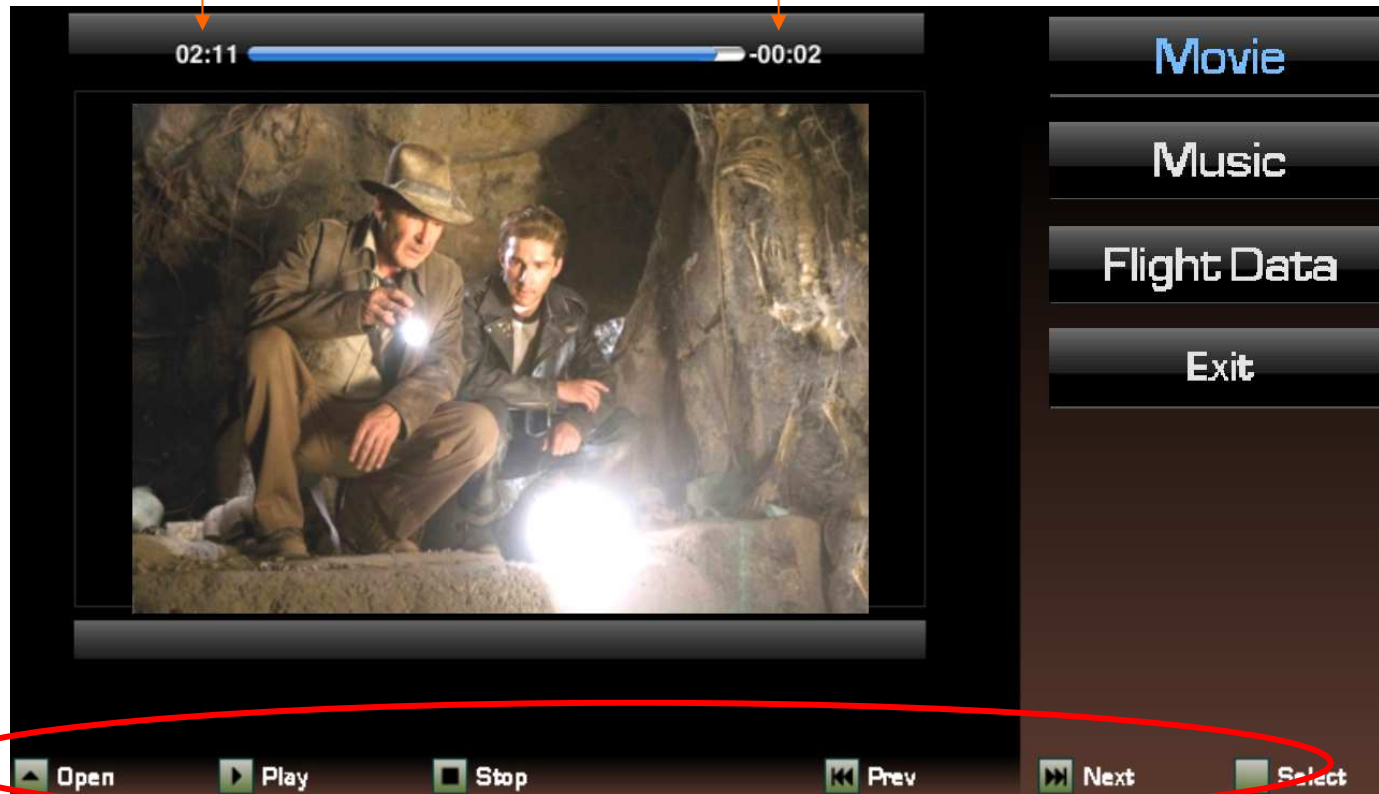 02:11 -00:02
Movie
Music
Flight Data
Exit
Open Play Stop Prev Next Select